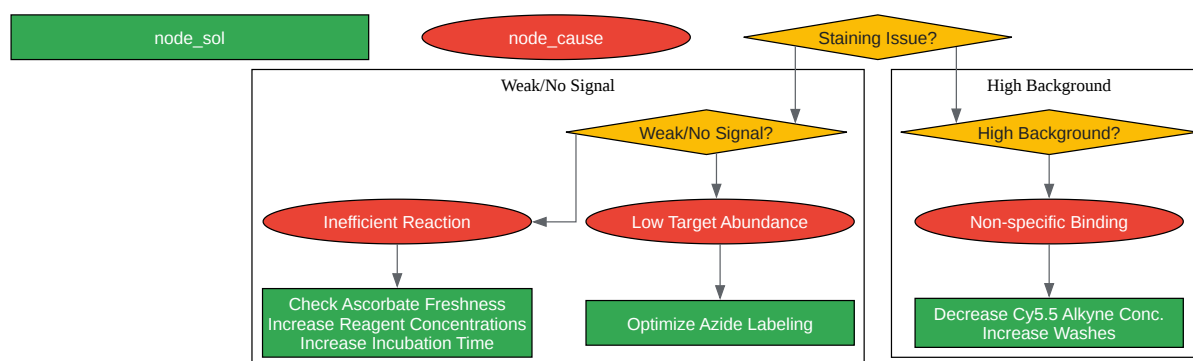 node_sol
node_cause
Staining Issue?
Weak/No Signal
High Background
Weak/No Signal?
High Background?
Inefficient Reaction
Low Target Abundance
Non-specific Binding
Check Ascorbate Freshness
Increase Reagent Concentrations
Increase Incubation Time
Optimize Azide Labeling
Decrease Cy5.5 Alkyne Conc.
Increase Washes